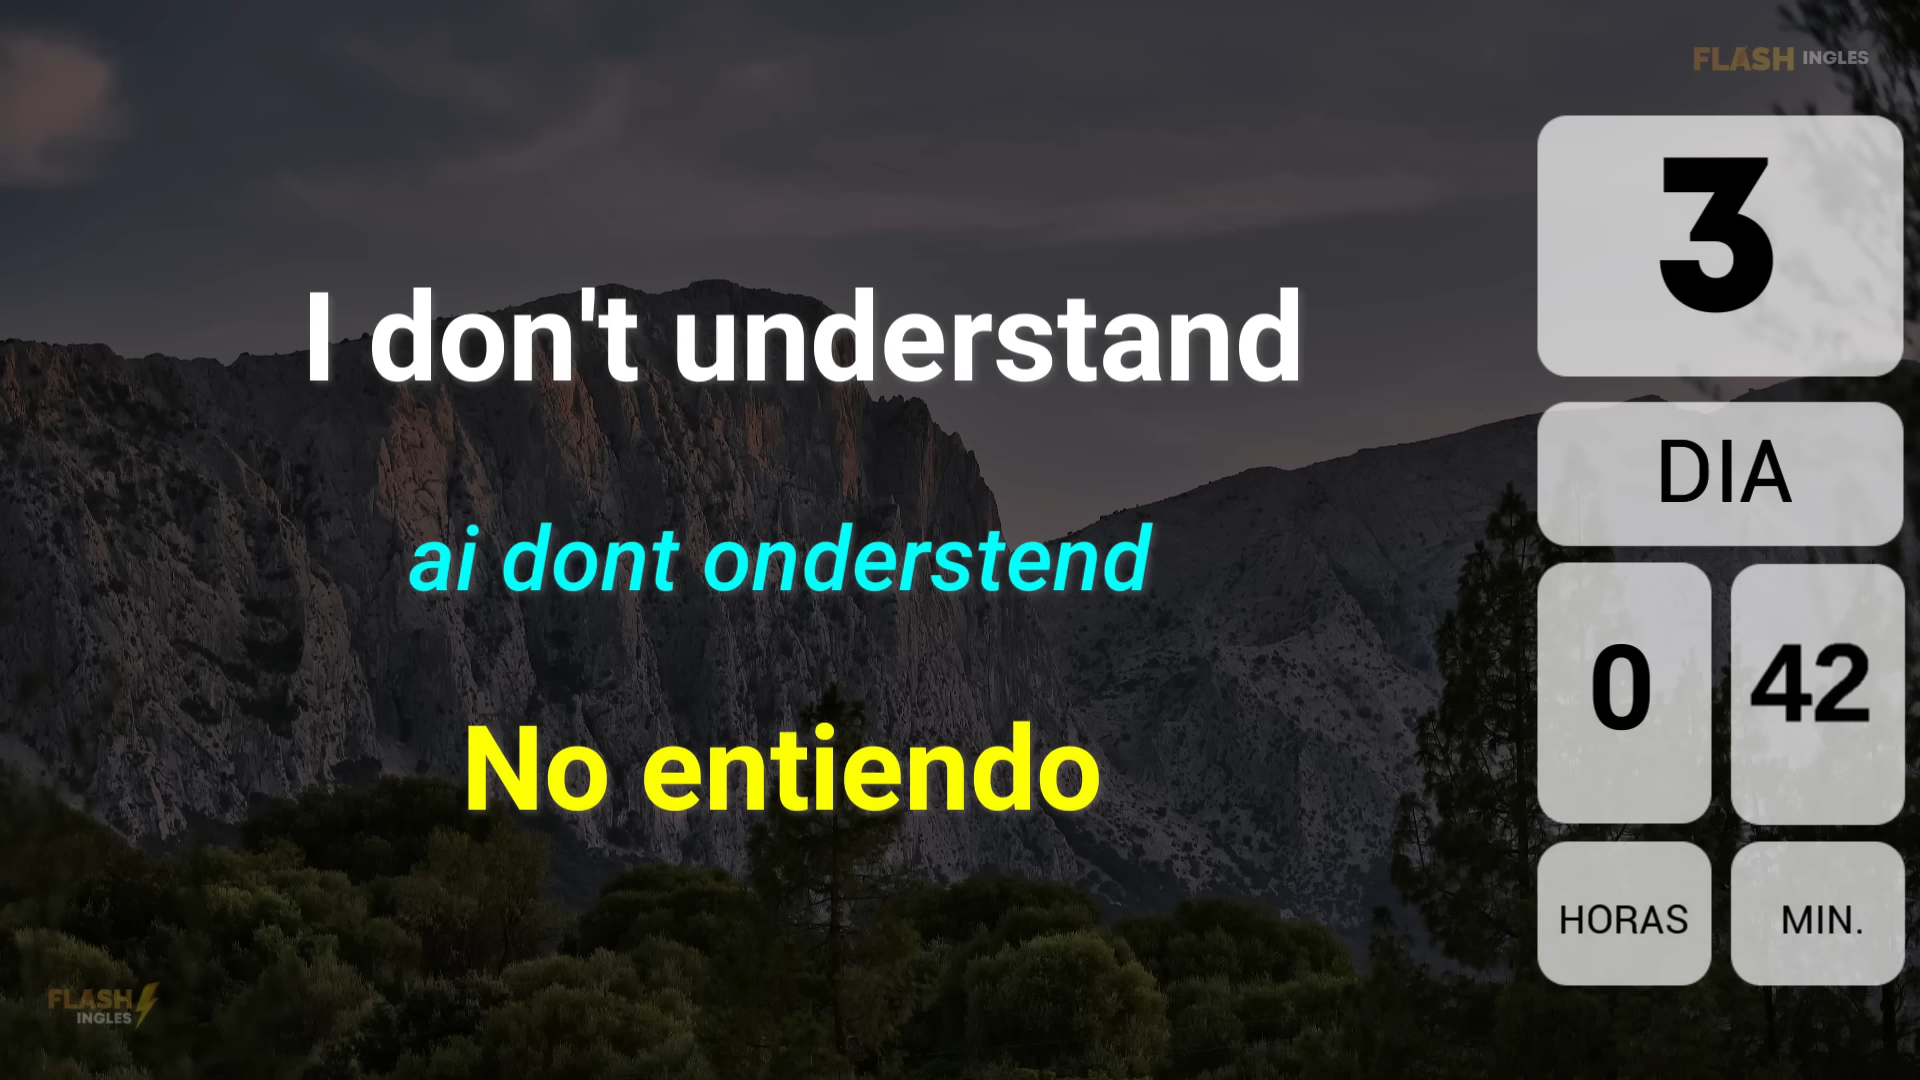 FLASH INGLES
3
DIA
0 42
HORAS MIN.
I don't understand
ai dont onderstend
No entiendo
FLASH
INGLES